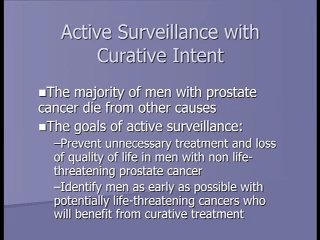 Active Surveillance with
Curative Intent
■The majority of men with prostate
cancer die from other causes
■The goals of active surveillance:
–Prevent unnecessary treatment and loss
of quality of life in men with non life-
threatening prostate cancer
–Identify men as early as possible with
potentially life-threatening cancers who
will benefit from curative treatment